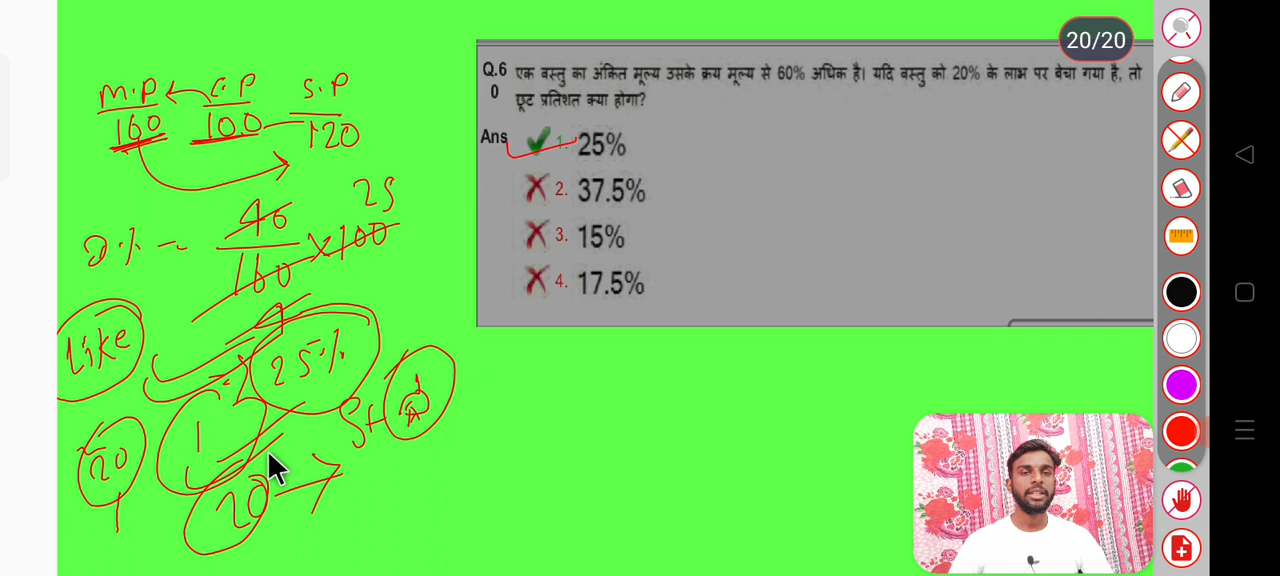 20/20
Q.6 एक वस्तु का अंकित मूल्य उसके क्रय मूल्य से 60% अधिक है। यदि वस्तु को 20% के लाभ पर बेचा गया है, तो
0 छूट प्रतिशत क्या होगा?
Ans 1. 25%
2. 37.5%
3. 15%
4. 17.5%
M.P C.P S.P
160 100 120
25
D% = 40/160 × 100
Like
25%
20
1
20